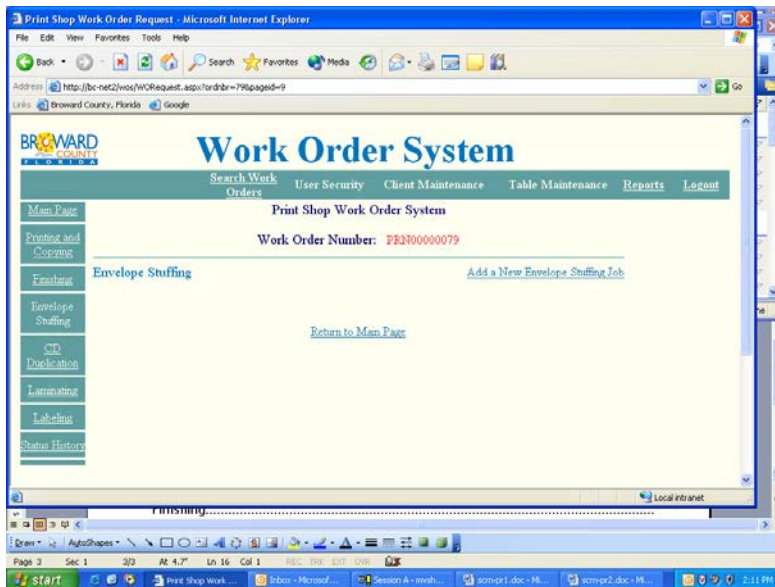 Print Shop Work Order Request - Microsoft Internet Explorer
File Edit View Favorites Tools Help
Back Search Favorites Media
Address http://bc-net2/wos/WORequest.aspx?ordnbr=79&pageid=9 Go
Links Broward County, Florida Google
BROWARD
COUNTY
FLORIDA
Work Order System
Search Work Orders User Security Client Maintenance Table Maintenance Reports Logout
Main Page
Printing and
Copying
Finishing
Envelope
Stuffing
CD
Duplication
Laminating
Labeling
Status History
Print Shop Work Order System
Work Order Number: PRN00000079
Envelope Stuffing Add a New Envelope Stuffing Job
Return to Main Page
Local intranet
Finishing
Draw AutoShapes
Page 3 Sec 1 2/3 At 4.7" Ln 16 Col 1 REC TRK EXT OVR
start Print Shop Work ... Inbox - Microsof... Session A - mvsh... scrn-pr1.doc - Mi... scrn-pr2.doc - Mi... 2:11 PM